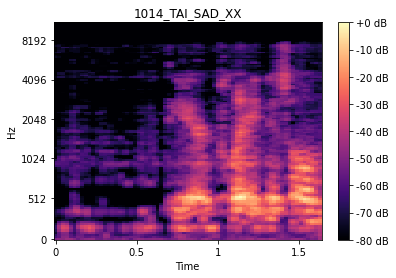 1014_TAI_SAD_XX
Hz
8192
4096
2048
1024
512
0
0
0.5
1
1.5
Time
+0 dB
-10 dB
-20 dB
-30 dB
-40 dB
-50 dB
-60 dB
-70 dB
-80 dB